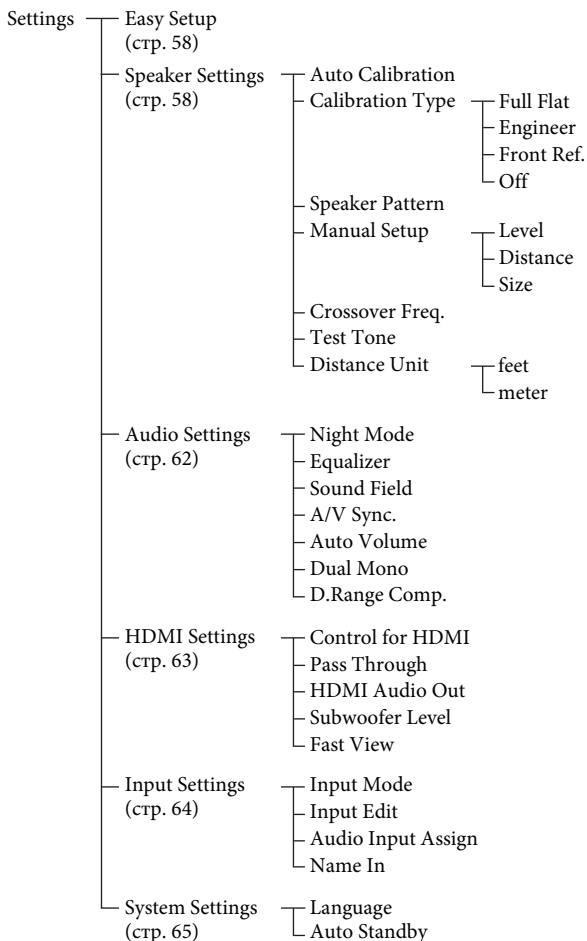 Settings
Easy Setup
(стр. 58)
Speaker Settings
(стр. 58)
Auto Calibration
Calibration Type
Full Flat
Engineer
Front Ref.
Off
Speaker Pattern
Manual Setup
Level
Distance
Size
Crossover Freq.
Test Tone
Distance Unit
feet
meter
Audio Settings
(стр. 62)
Night Mode
Equalizer
Sound Field
A/V Sync.
Auto Volume
Dual Mono
D.Range Comp.
HDMI Settings
(стр. 63)
Control for HDMI
Pass Through
HDMI Audio Out
Subwoofer Level
Fast View
Input Settings
(стр. 64)
Input Mode
Input Edit
Audio Input Assign
Name In
System Settings
(стр. 65)
Language
Auto Standby